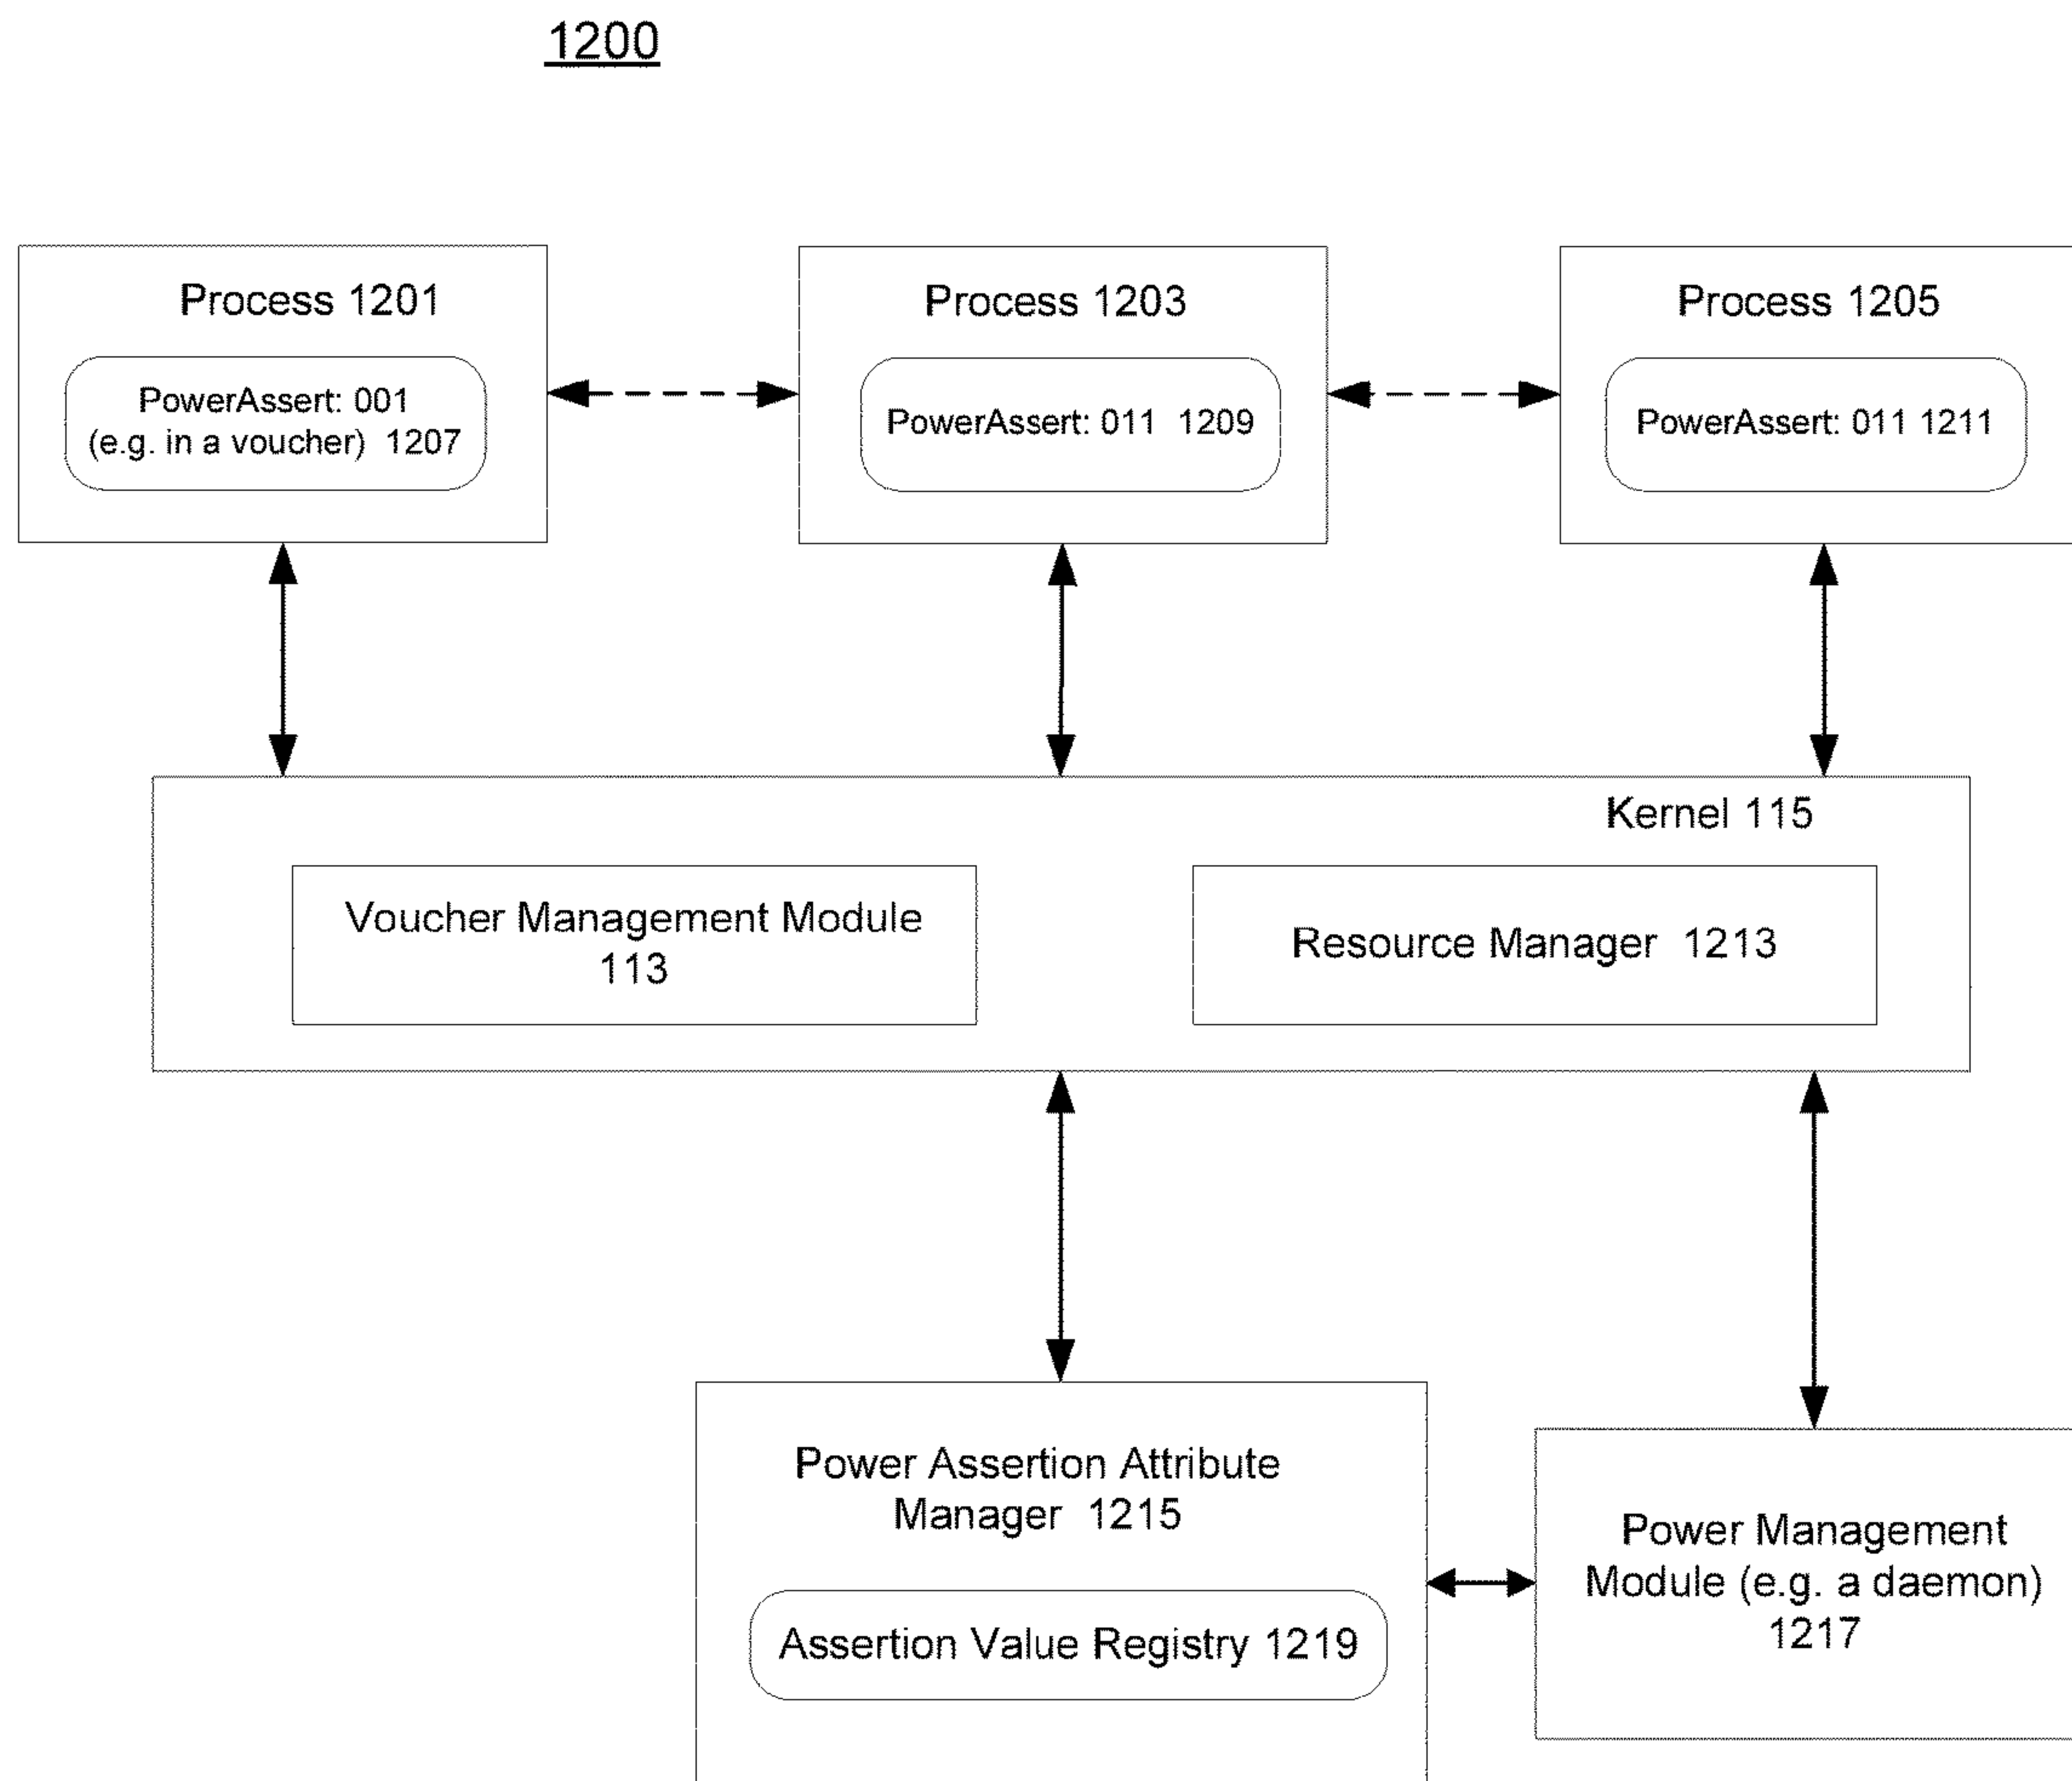 1200
Process 1201
PowerAssert: 001
(e.g. in a voucher) 1207
Process 1203
PowerAssert: 011 1209
Process 1205
PowerAssert: 011 1211
Kernel 115
Voucher Management Module
113
Resource Manager 1213
Power Assertion Attribute
Manager 1215
Assertion Value Registry 1219
Power Management
Module (e.g. a daemon)
1217